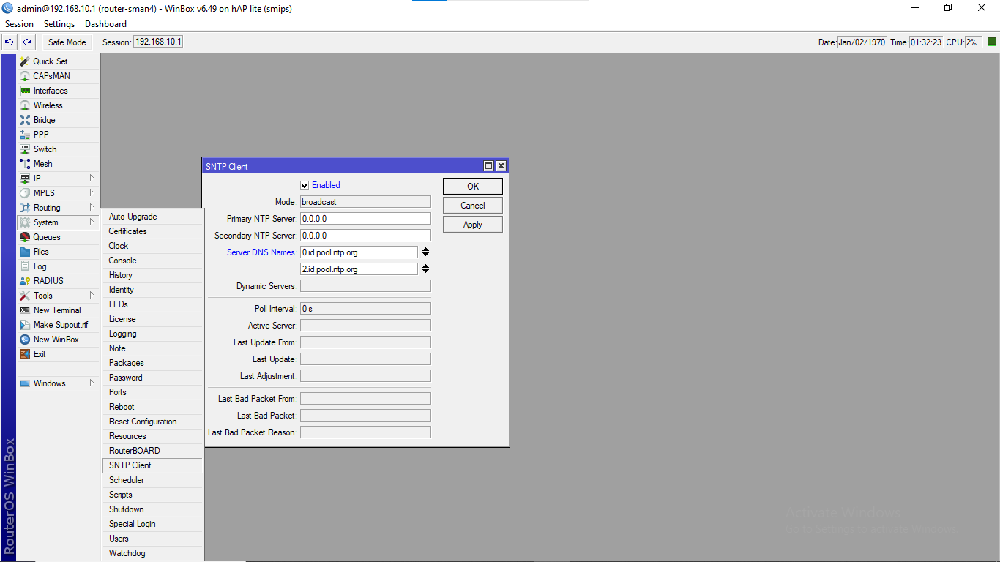 admin@192.168.10.1 (router-sman4) - WinBox v6.49 on hAP lite (smips)
Session Settings Dashboard
Safe Mode Session: 192.168.10.1 Date: Jan/02/1970 Time: 01:32:23 CPU: 2%
Quick Set
CAPsMAN
Interfaces
Wireless
Bridge
PPP
Switch
Mesh
IP
MPLS
Routing
System
Queues
Files
Log
RADIUS
Tools
New Terminal
Make Supout.rif
New WinBox
Exit
Windows
RouterOS WinBox
Auto Upgrade
Certificates
Clock
Console
History
Identity
LEDs
License
Logging
Note
Packages
Password
Ports
Reboot
Reset Configuration
Resources
RouterBOARD
SNTP Client
Scheduler
Scripts
Shutdown
Special Login
Users
Watchdog
SNTP Client
Enabled
Mode: broadcast
Primary NTP Server: 0.0.0.0
Secondary NTP Server: 0.0.0.0
Server DNS Names: 0.id.pool.ntp.org
2.id.pool.ntp.org
Dynamic Servers:
Poll Interval: 0 s
Active Server:
Last Update From:
Last Update:
Last Adjustment:
Last Bad Packet From:
Last Bad Packet:
Last Bad Packet Reason:
OK
Cancel
Apply
Activate Windows
Go to Settings to activate Windows.